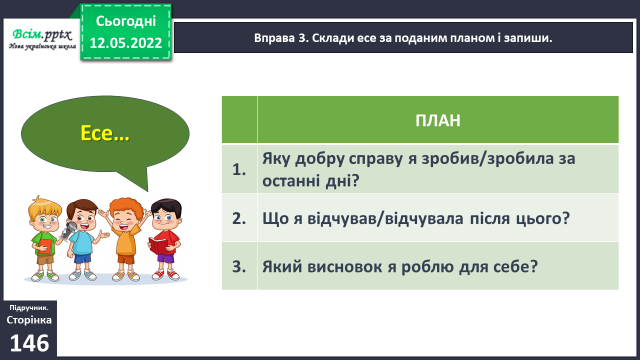 Всім.pptx
Нова українська школа
Сьогодні
12.05.2022
Вправа 3. Склади есе за поданим планом і запиши.
Есе…
ПЛАН
1. Яку добру справу я зробив/зробила за
останні дні?
2. Що я відчував/відчувала після цього?
3. Який висновок я роблю для себе?
Підручник.
Сторінка
146